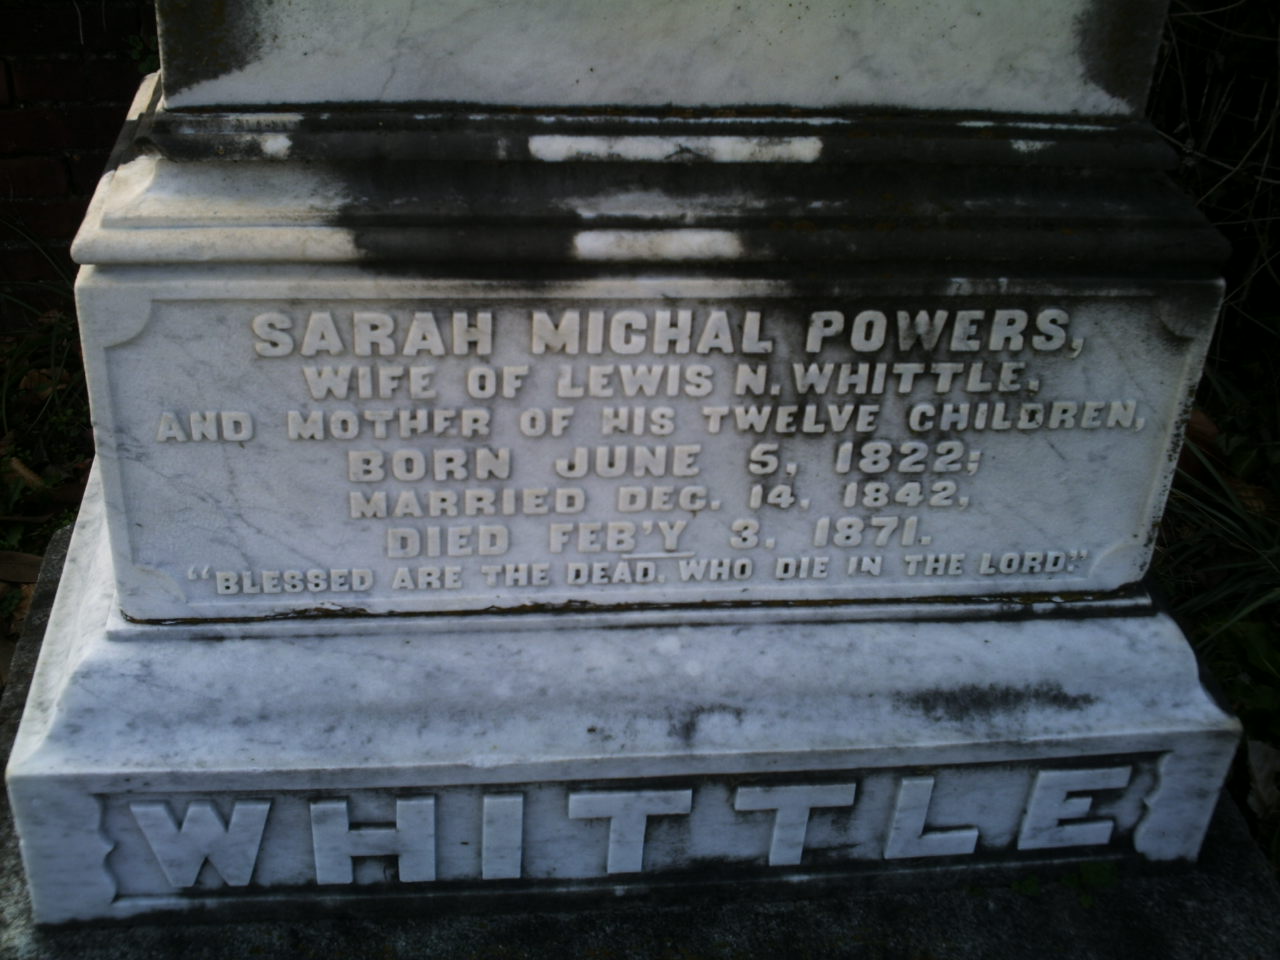 SARAH MICHAL POWERS,
WIFE OF LEWIS N. WHITTLE.
AND MOTHER OF HIS TWELVE CHILDREN,
BORN JUNE 5, 1822;
MARRIED DEC. 14, 1842,
DIED FEB'Y 3, 1871.
"BLESSED ARE THE DEAD, WHO DIE IN THE LORD."
WHITTLE